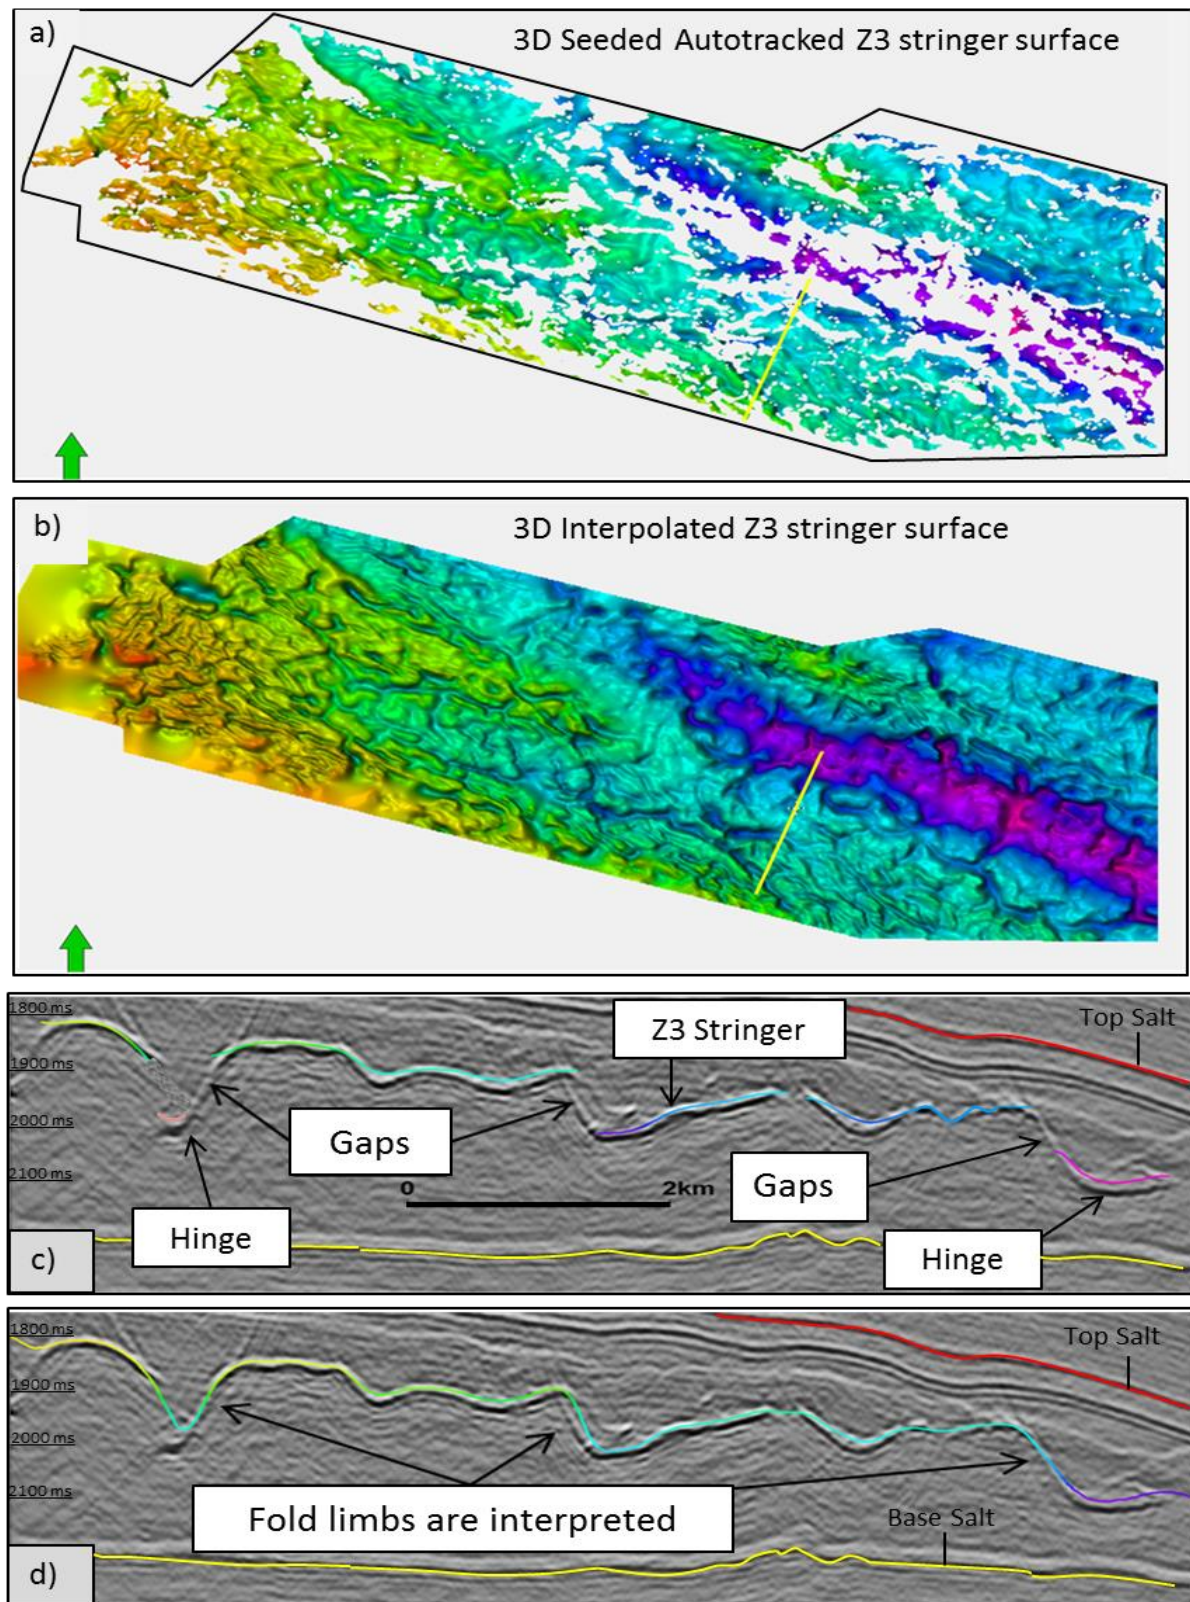 a)
3D Seeded Autotracked Z3 stringer surface
b)
3D Interpolated Z3 stringer surface
1800 ms
Z3 Stringer
Top Salt
1900 ms
Gaps
2000 ms
2100 ms
0 2km
Gaps
Hinge
Hinge
c)
1800 ms
Top Salt
1900 ms
2000 ms
2100 ms
Fold limbs are interpreted
Base Salt
d)